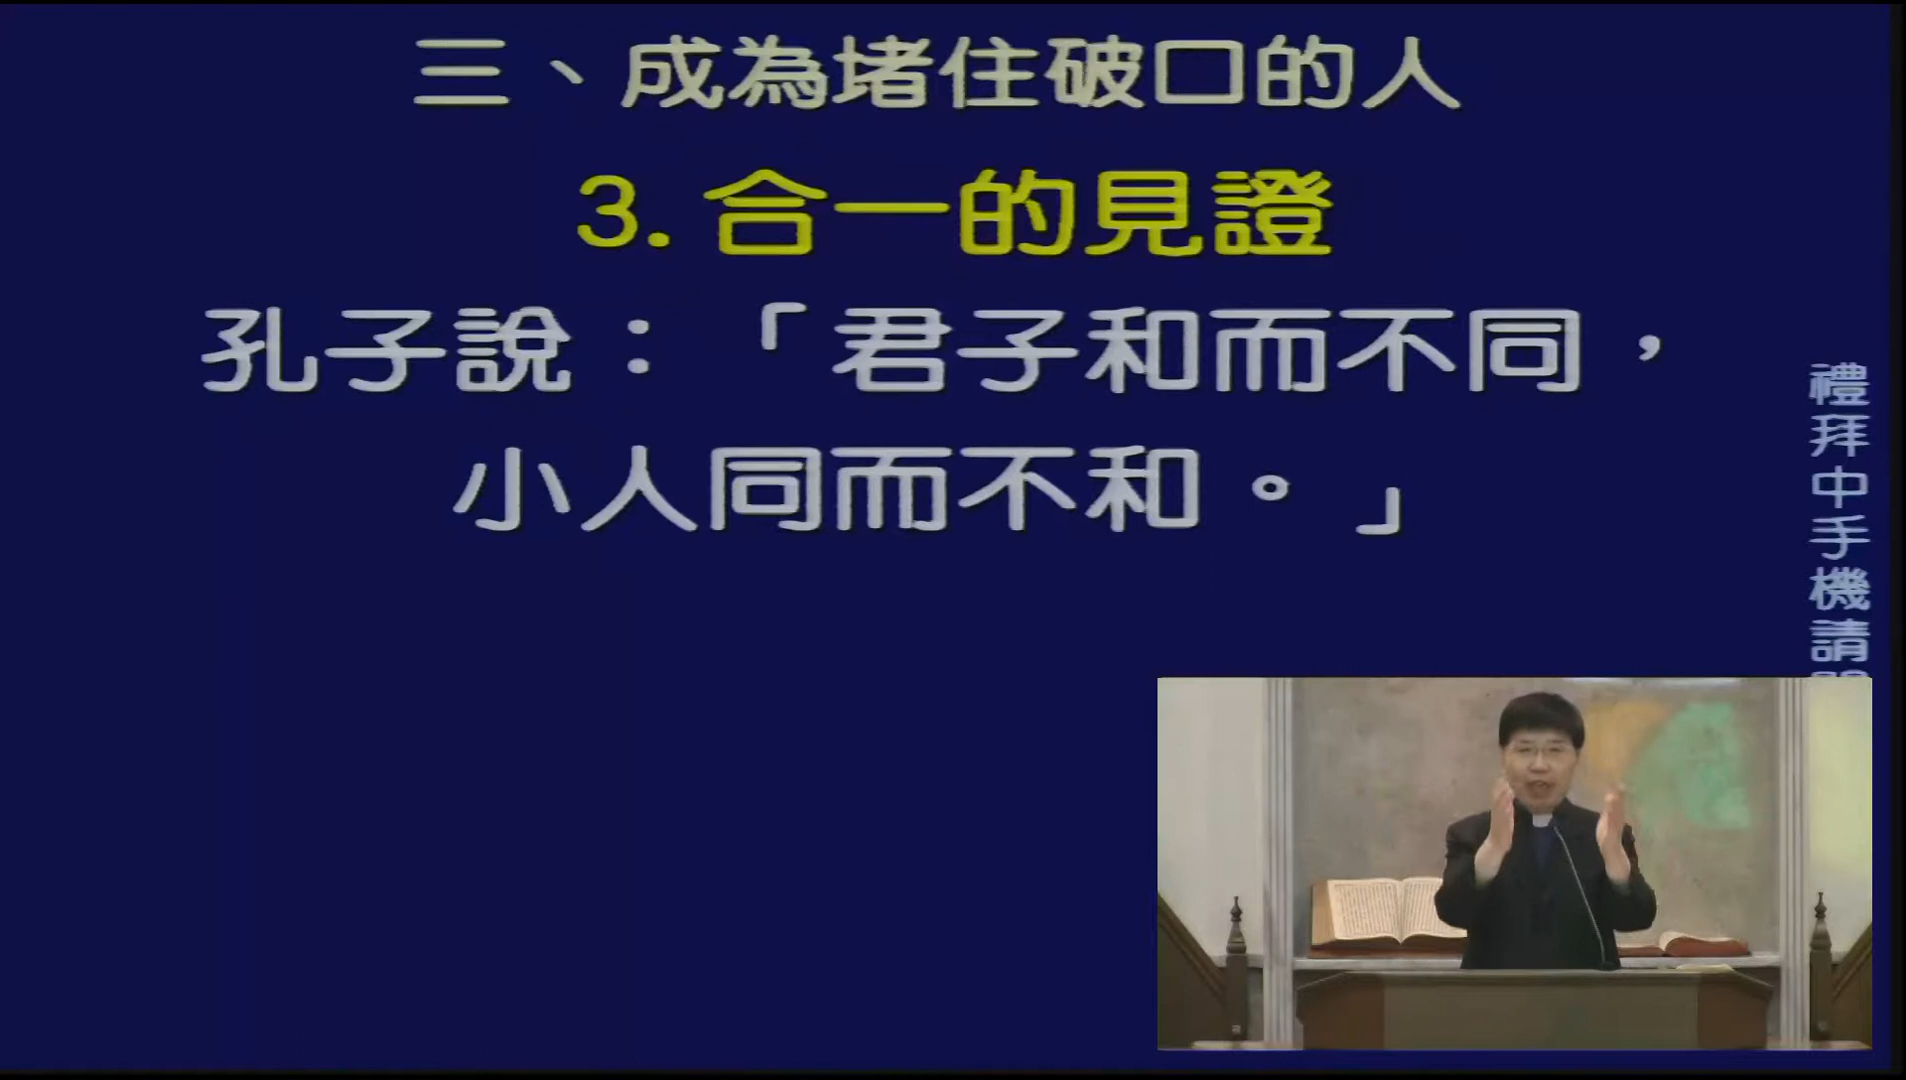 三、成為堵住破口的人
3. 合一的見證
孔子說：「君子和而不同，
小人同而不和。」
禮拜中手機請